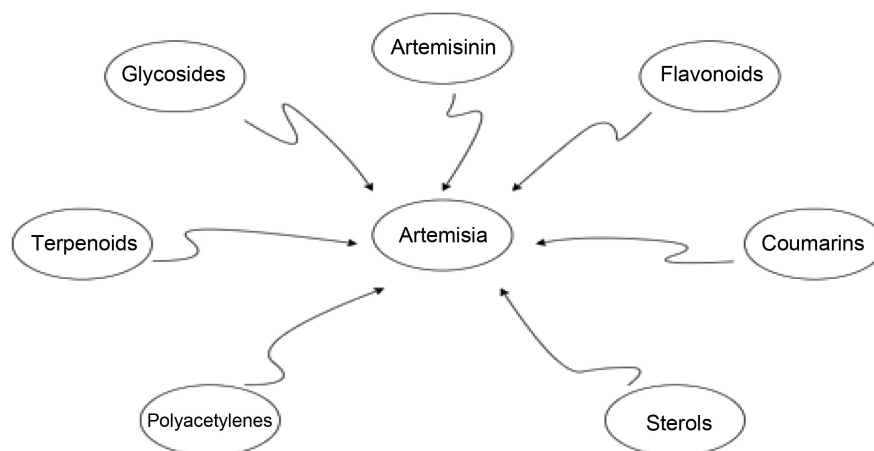 Artemisinin
Glycosides
Flavonoids
Terpenoids
Artemisia
Coumarins
Polyacetylenes
Sterols